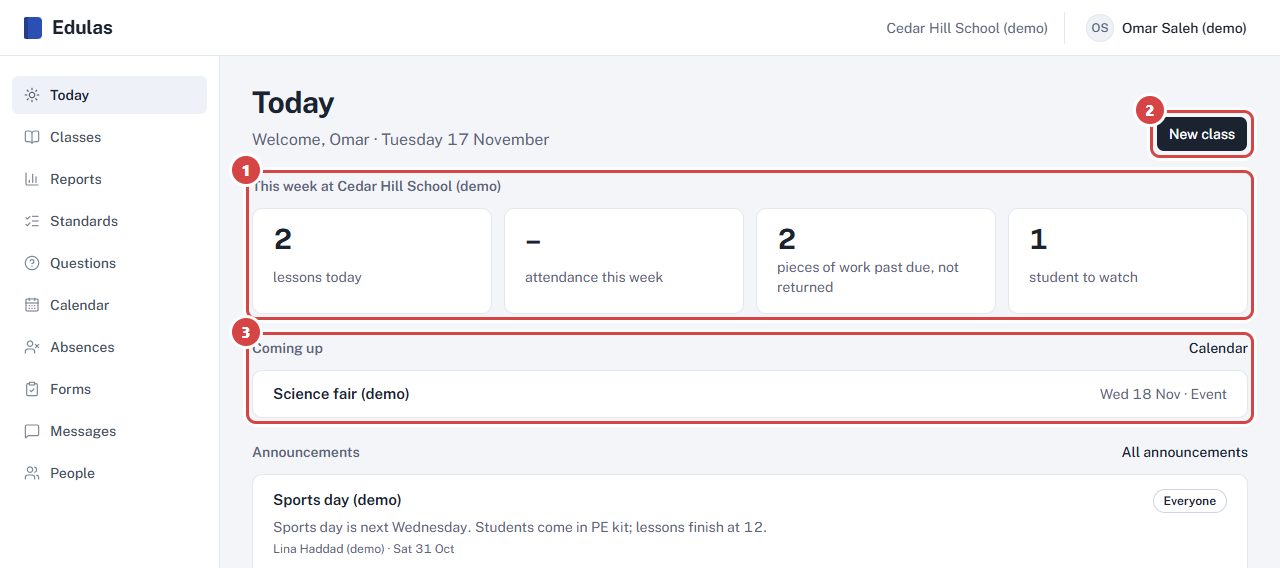 Edulas
Cedar Hill School (demo)
OS
Omar Saleh (demo)
Today
Classes
Reports
Standards
Questions
Calendar
Absences
Forms
Messages
People
Today
Welcome, Omar · Tuesday 17 November
2
New class
1
This week at Cedar Hill School (demo)
2
lessons today
–
attendance this week
2
pieces of work past due, not
returned
1
student to watch
3
Coming up
Calendar
Science fair (demo)
Wed 18 Nov · Event
Announcements
All announcements
Sports day (demo)
Everyone
Sports day is next Wednesday. Students come in PE kit; lessons finish at 12.
Lina Haddad (demo) · Sat 31 Oct